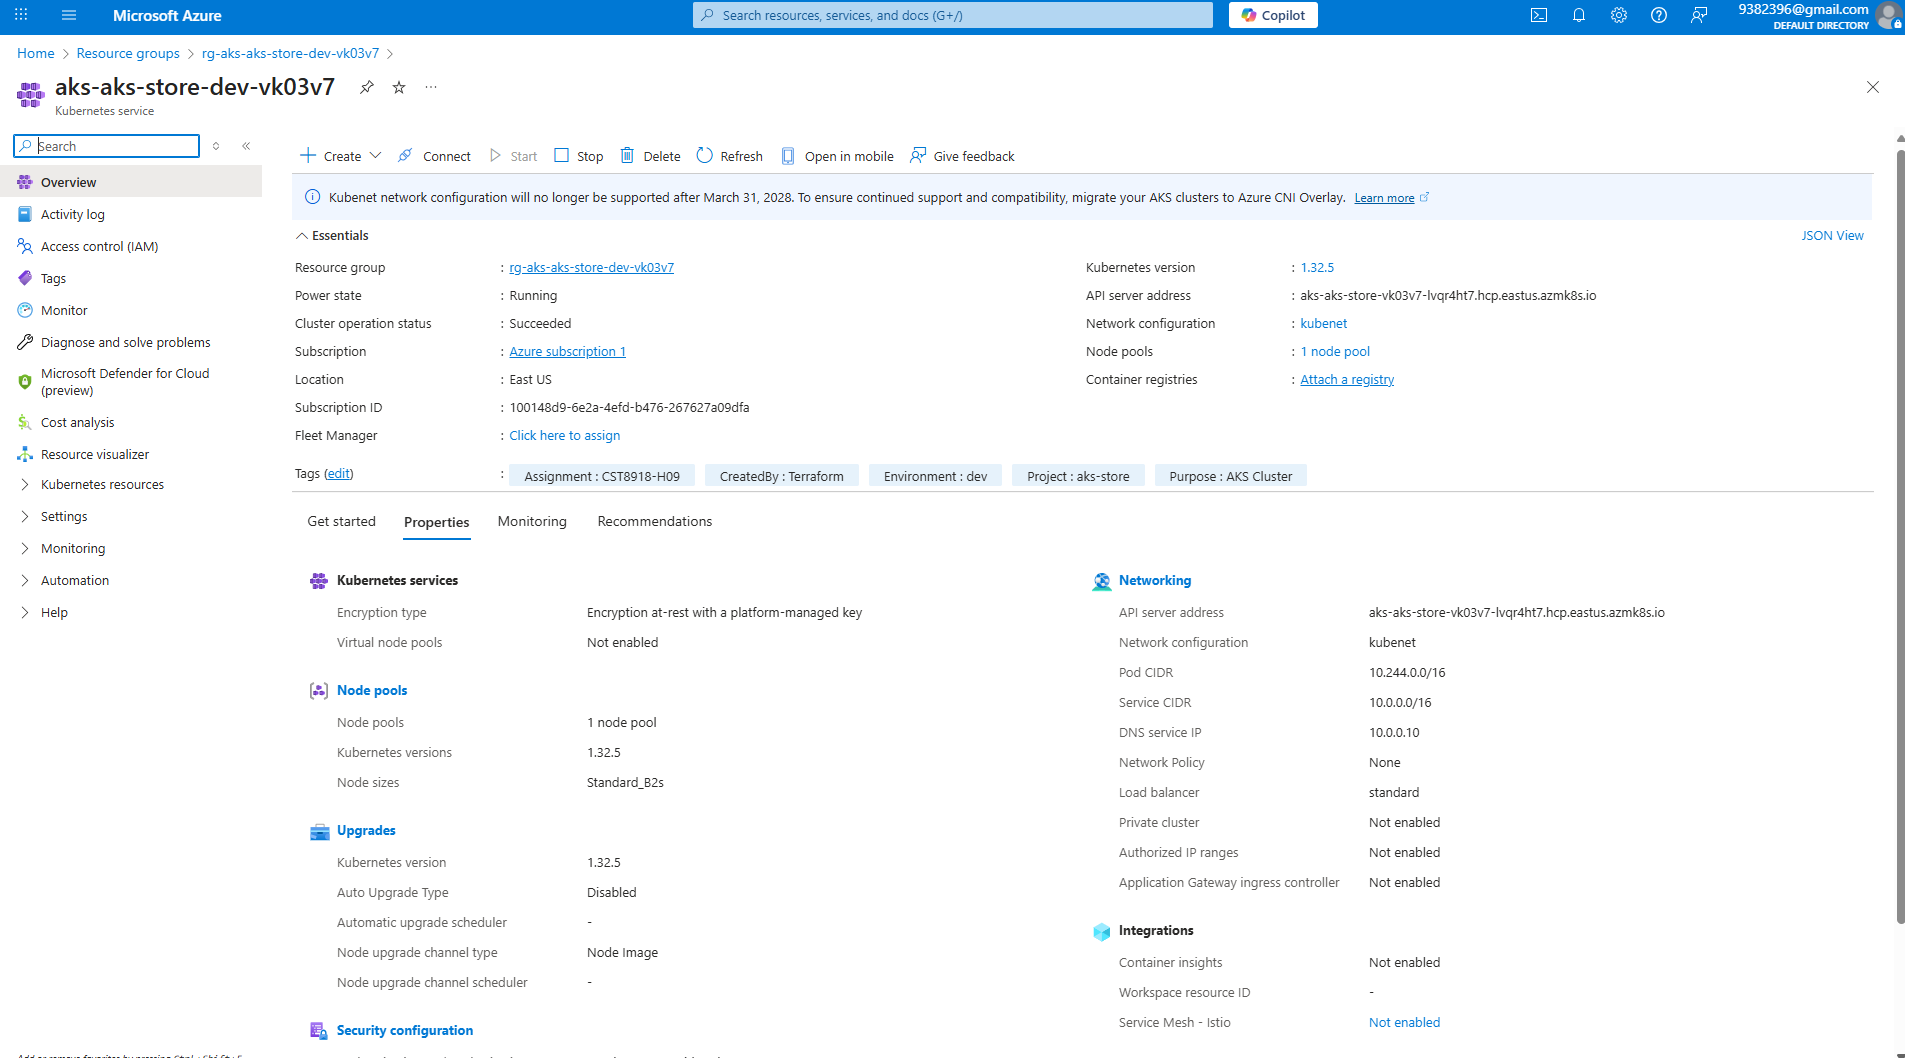 Microsoft Azure
Search resources, services, and docs (G+/)
Copilot
9382396@gmail.com
DEFAULT DIRECTORY
Home > Resource groups > rg-aks-aks-store-dev-vk03v7 >
aks-aks-store-dev-vk03v7
Kubernetes service
Search
Overview
Activity log
Access control (IAM)
Tags
Monitor
Diagnose and solve problems
Microsoft Defender for Cloud
(preview)
Cost analysis
Resource visualizer
Kubernetes resources
Settings
Monitoring
Automation
Help
Create Connect Start Stop Delete Refresh Open in mobile Give feedback
Kubenet network configuration will no longer be supported after March 31, 2028. To ensure continued support and compatibility, migrate your AKS clusters to Azure CNI Overlay. Learn more
Essentials
JSON View
Resource group : rg-aks-aks-store-dev-vk03v7
Power state : Running
Cluster operation status : Succeeded
Subscription : Azure subscription 1
Location : East US
Subscription ID : 100148d9-6e2a-4efd-b476-267627a09dfa
Fleet Manager : Click here to assign
Kubernetes version : 1.32.5
API server address : aks-aks-store-vk03v7-lvqr4ht7.hcp.eastus.azmk8s.io
Network configuration : kubenet
Node pools : 1 node pool
Container registries : Attach a registry
Tags (edit) : Assignment : CST8918-H09 CreatedBy : Terraform Environment : dev Project : aks-store Purpose : AKS Cluster
Get started Properties Monitoring Recommendations
Kubernetes services
Encryption type Encryption at-rest with a platform-managed key
Virtual node pools Not enabled
Node pools
Node pools 1 node pool
Kubernetes versions 1.32.5
Node sizes Standard_B2s
Upgrades
Kubernetes version 1.32.5
Auto Upgrade Type Disabled
Automatic upgrade scheduler -
Node upgrade channel type Node Image
Node upgrade channel scheduler -
Security configuration
Networking
API server address aks-aks-store-vk03v7-lvqr4ht7.hcp.eastus.azmk8s.io
Network configuration kubenet
Pod CIDR 10.244.0.0/16
Service CIDR 10.0.0.0/16
DNS service IP 10.0.0.10
Network Policy None
Load balancer standard
Private cluster Not enabled
Authorized IP ranges Not enabled
Application Gateway ingress controller Not enabled
Integrations
Container insights Not enabled
Workspace resource ID -
Service Mesh - Istio Not enabled